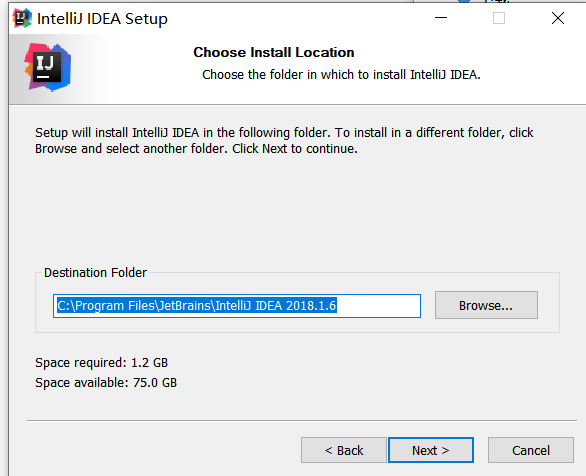 IntelliJ IDEA Setup
IJ
Choose Install Location
Choose the folder in which to install IntelliJ IDEA.
Setup will install IntelliJ IDEA in the following folder. To install in a different folder, click
Browse and select another folder. Click Next to continue.
Destination Folder
C:\Program Files\JetBrains\IntelliJ IDEA 2018.1.6
Browse...
Space required: 1.2 GB
Space available: 75.0 GB
< Back
Next >
Cancel